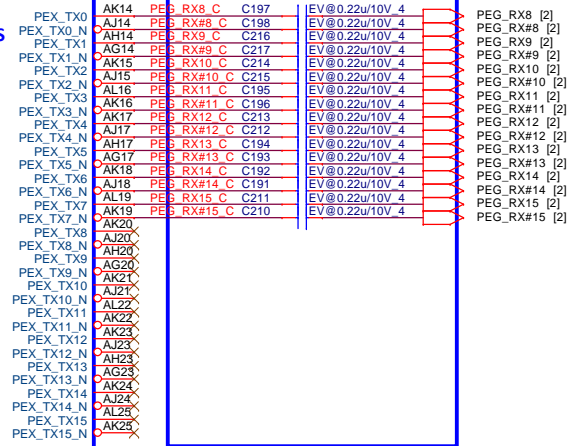 s
PEX_TX0 AK14 PEG_RX8_C C197 EV@0.22u/10V_4 PEG_RX8 [2]
PEX_TX0_N AJ14 PEG_RX#8_C C198 EV@0.22u/10V_4 PEG_RX#8 [2]
PEX_TX1 AH14 PEG_RX9_C C216 EV@0.22u/10V_4 PEG_RX9 [2]
PEX_TX1_N AG14 PEG_RX#9_C C217 EV@0.22u/10V_4 PEG_RX#9 [2]
PEX_TX2 AK15 PEG_RX10_C C214 EV@0.22u/10V_4 PEG_RX10 [2]
PEX_TX2_N AJ15 PEG_RX#10_C C215 EV@0.22u/10V_4 PEG_RX#10 [2]
PEX_TX3 AL16 PEG_RX11_C C195 EV@0.22u/10V_4 PEG_RX11 [2]
PEX_TX3_N AK16 PEG_RX#11_C C196 EV@0.22u/10V_4 PEG_RX#11 [2]
PEX_TX4 AK17 PEG_RX12_C C213 EV@0.22u/10V_4 PEG_RX12 [2]
PEX_TX4_N AJ17 PEG_RX#12_C C212 EV@0.22u/10V_4 PEG_RX#12 [2]
PEX_TX5 AH17 PEG_RX13_C C194 EV@0.22u/10V_4 PEG_RX13 [2]
PEX_TX5_N AG17 PEG_RX#13_C C193 EV@0.22u/10V_4 PEG_RX#13 [2]
PEX_TX6 AK18 PEG_RX14_C C192 EV@0.22u/10V_4 PEG_RX14 [2]
PEX_TX6_N AJ18 PEG_RX#14_C C191 EV@0.22u/10V_4 PEG_RX#14 [2]
PEX_TX7 AL19 PEG_RX15_C C211 EV@0.22u/10V_4 PEG_RX15 [2]
PEX_TX7_N AK19 PEG_RX#15_C C210 EV@0.22u/10V_4 PEG_RX#15 [2]
PEX_TX8 AK20
PEX_TX8_N AJ20
PEX_TX9 AH20
PEX_TX9_N AG20
PEX_TX10 AK21
PEX_TX10_N AJ21
PEX_TX11 AL22
PEX_TX11_N AK22
PEX_TX12 AK23
PEX_TX12_N AJ23
PEX_TX13 AH23
PEX_TX13_N AG23
PEX_TX14 AK24
PEX_TX14_N AJ24
PEX_TX15 AL25
PEX_TX15_N AK25